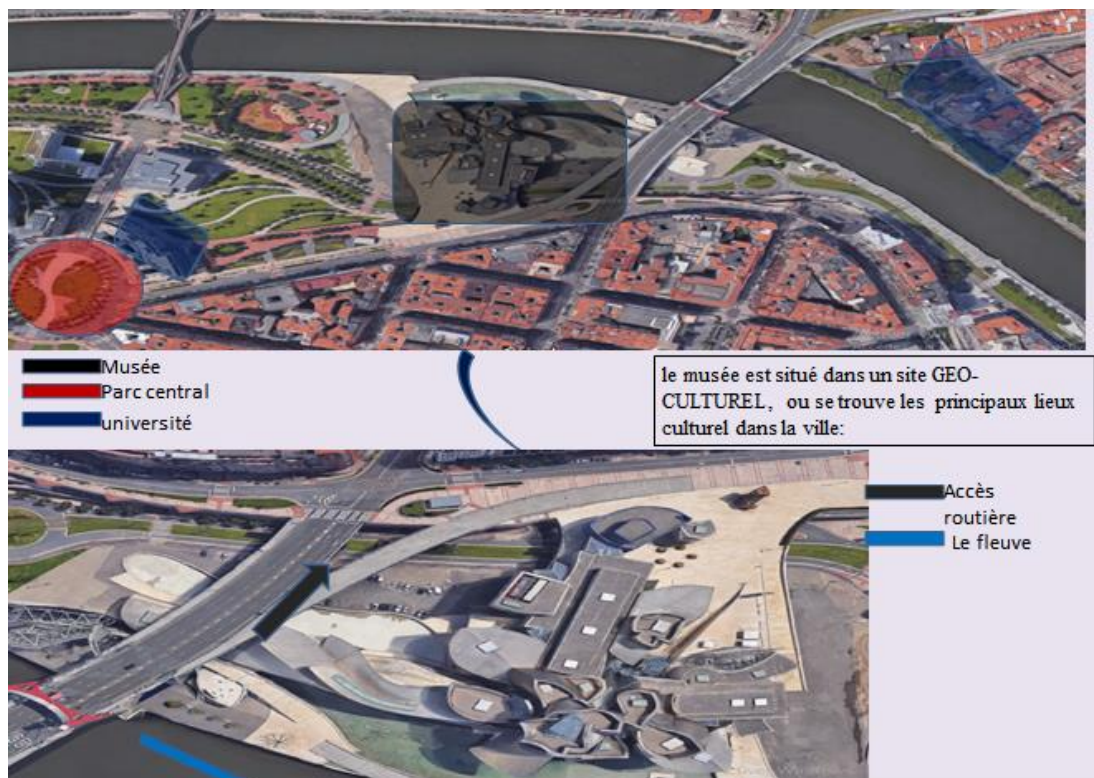 Musée
Parc central
université
le musée est situé dans un site GEO-
CULTUREL, ou se trouve les principaux lieux
culturel dans la ville:
Accès
routière
Le fleuve